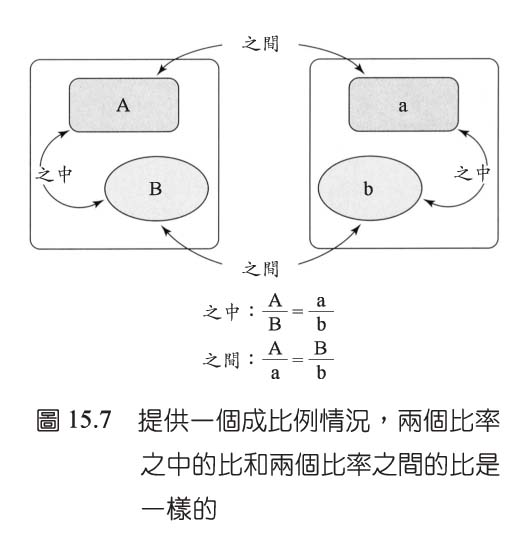 之間
A
a
之中
之中
B
b
之間
之中：A/B = a/b
之間：A/a = B/b
圖 15.7 提供一個成比例情況，兩個比率
之中的比和兩個比率之間的比是
一樣的